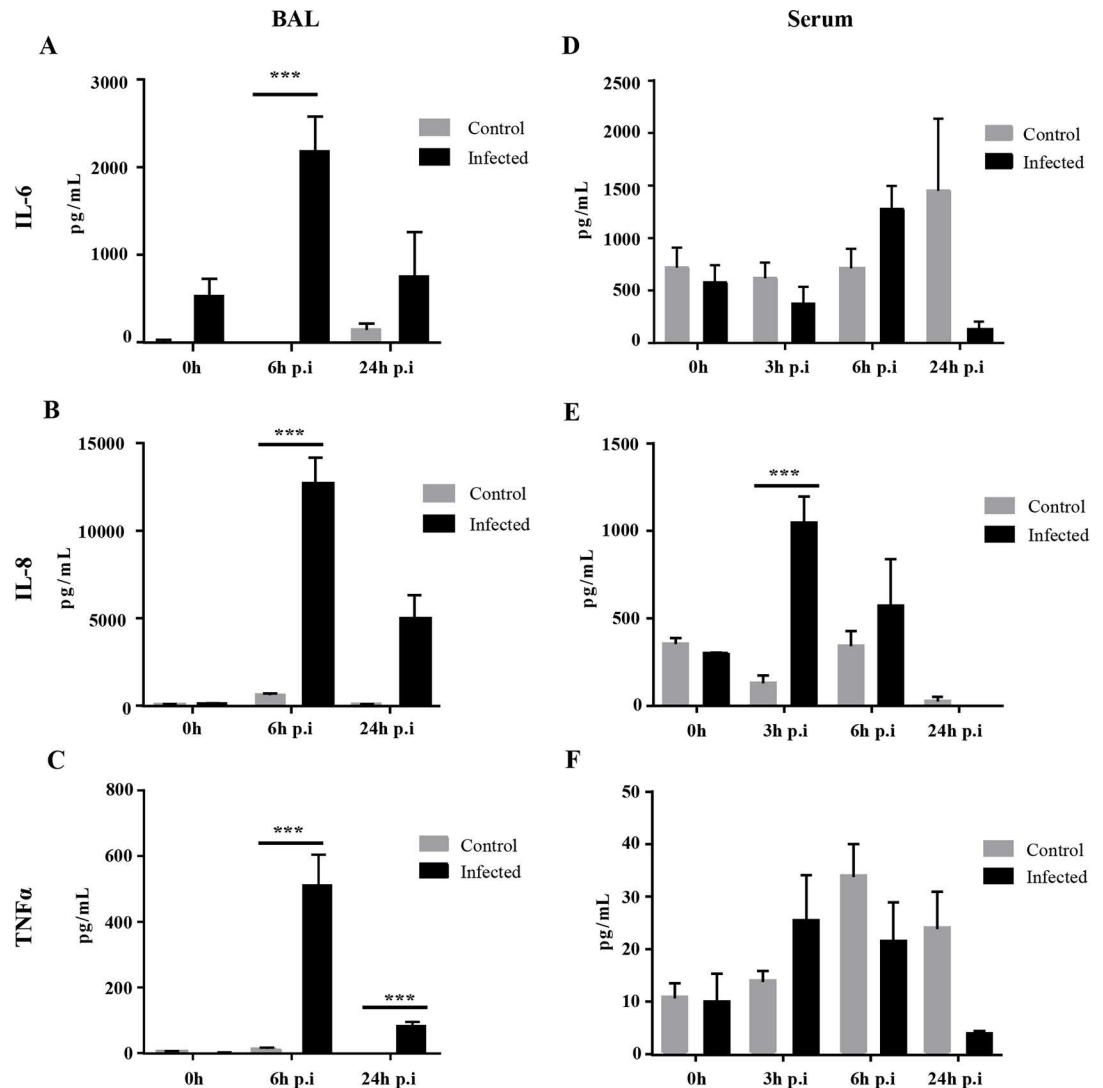 BAL
Serum
A
***
3000
2000
1000
0
pg/mL
IL-6
Control
Infected
0h
6h p.i
24h p.i
D
2500
2000
1500
1000
500
0
pg/mL
Control
Infected
0h
3h p.i
6h p.i
24h p.i
B
***
15000
10000
5000
0
pg/mL
IL-8
Control
Infected
0h
6h p.i
24h p.i
E
***
1500
1000
500
0
pg/mL
Control
Infected
0h
3h p.i
6h p.i
24h p.i
C
***
***
800
600
400
200
0
pg/mL
TNFα
Control
Infected
0h
6h p.i
24h p.i
F
50
40
30
20
10
0
pg/mL
Control
Infected
0h
3h p.i
6h p.i
24h p.i